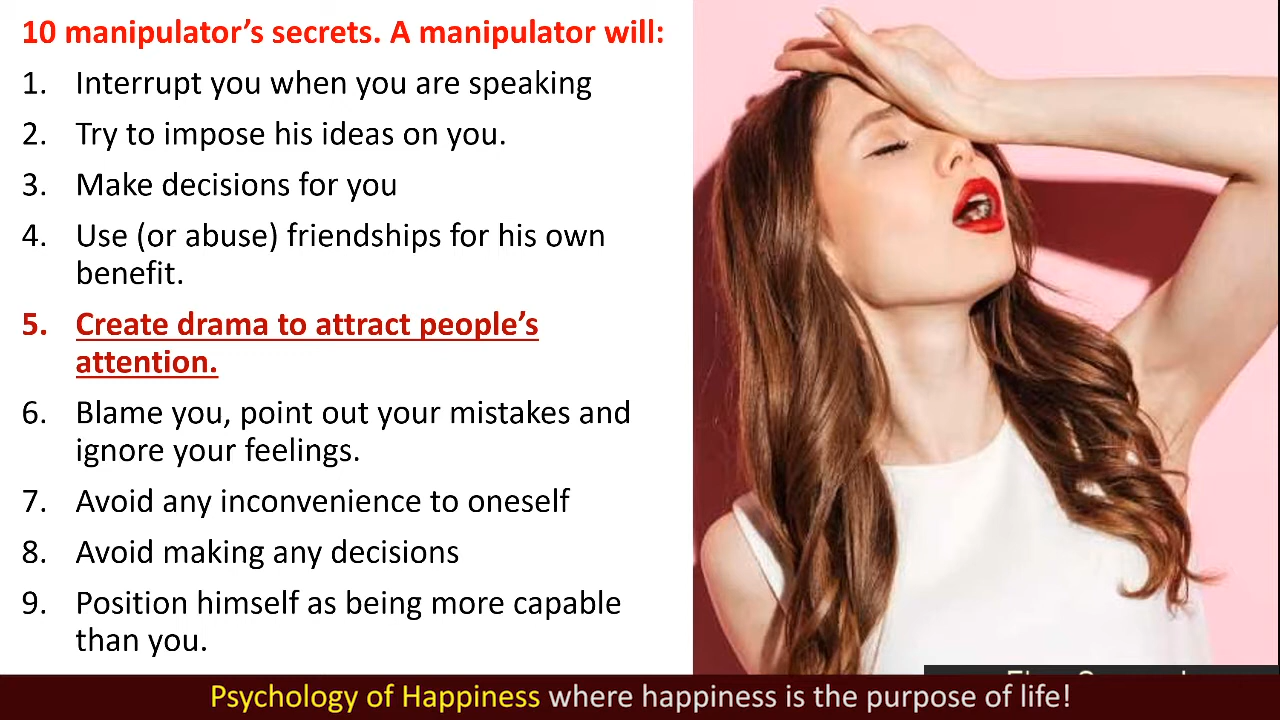 10 manipulator’s secrets. A manipulator will:
1. Interrupt you when you are speaking
2. Try to impose his ideas on you.
3. Make decisions for you
4. Use (or abuse) friendships for his own
benefit.
5. Create drama to attract people’s
attention.
6. Blame you, point out your mistakes and
ignore your feelings.
7. Avoid any inconvenience to oneself
8. Avoid making any decisions
9. Position himself as being more capable
than you.
Psychology of Happiness where happiness is the purpose of life!